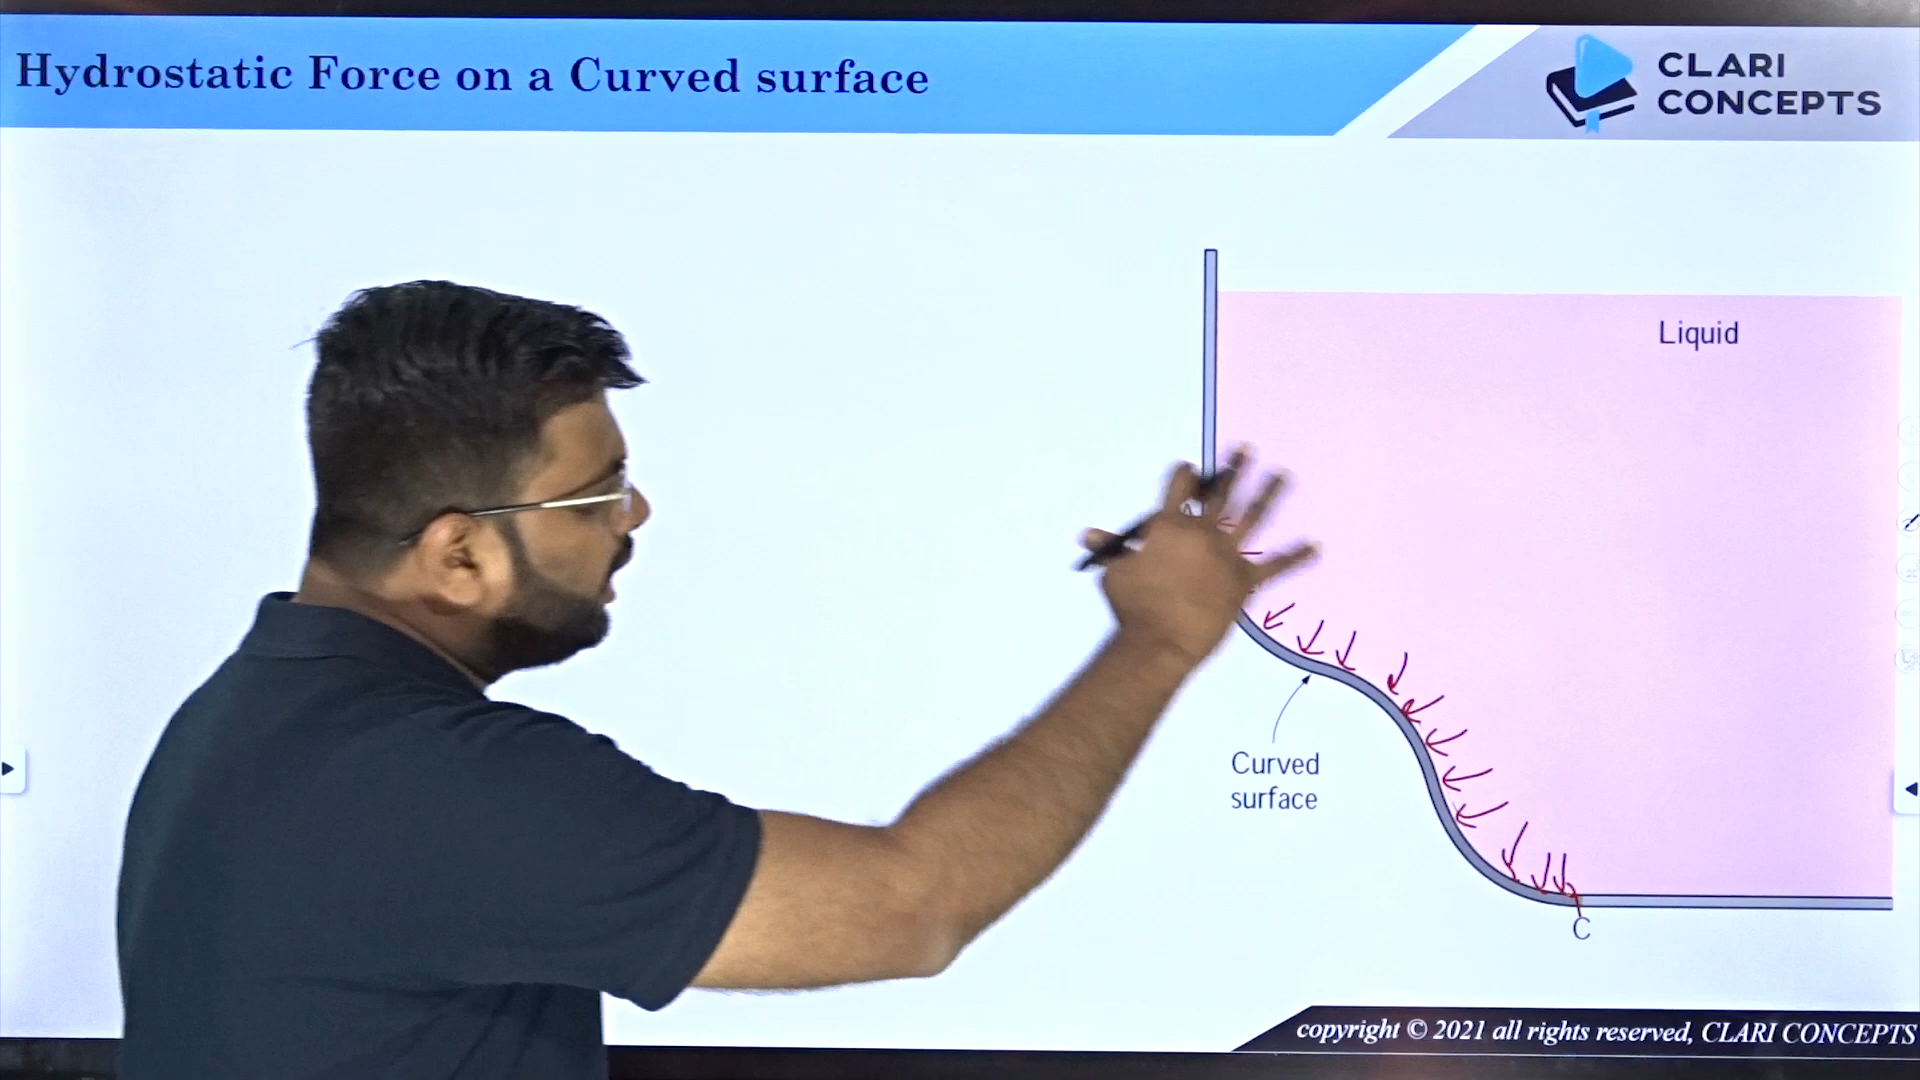 Hydrostatic Force on a Curved surface
CLARI
CONCEPTS
Liquid
A
Curved
surface
C
copyright © 2021 all rights reserved, CLARI CONCEPTS